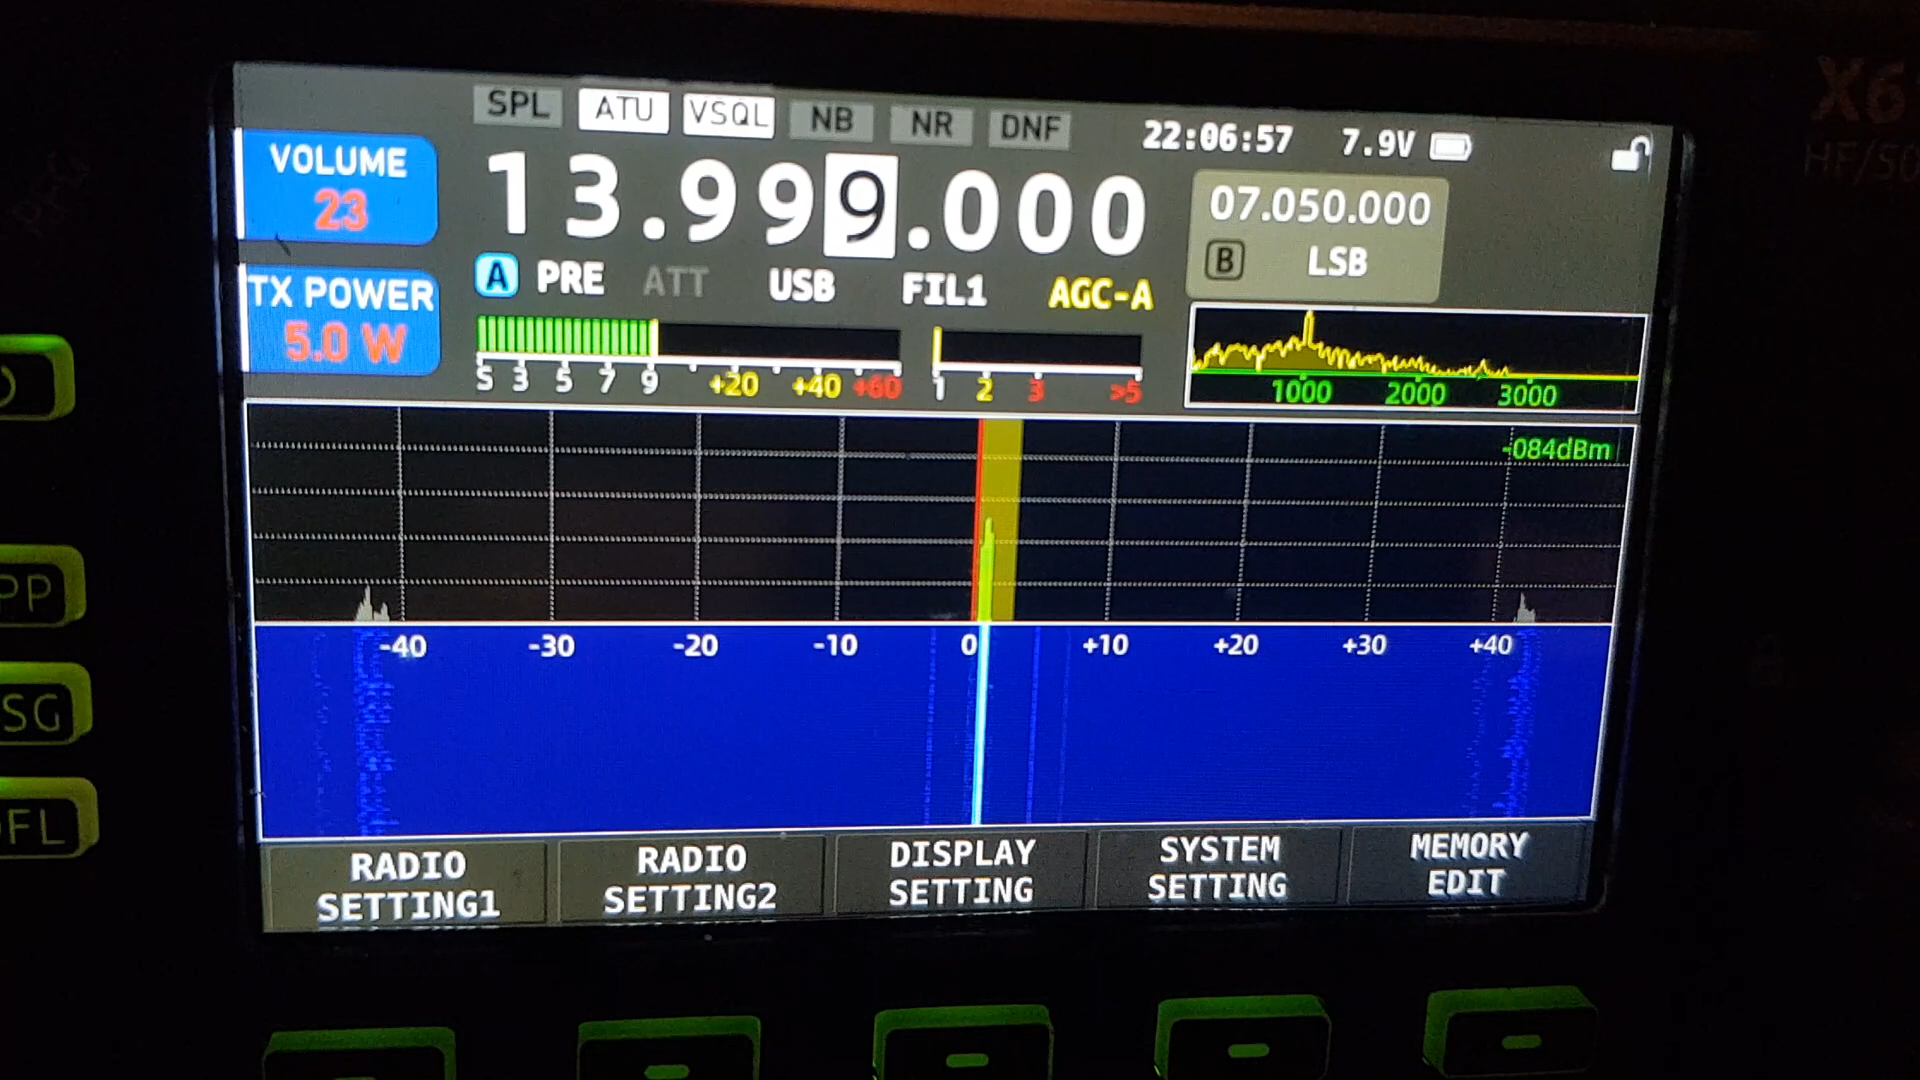 X6
HF/50
SPL ATU VSQL NB NR DNF 22:06:57 7.9V
VOLUME
23
13.999.000
07.050.000
B LSB
TX POWER
5.0 W
A PRE ATT USB FIL1 AGC-A
S 3 5 7 9 +20 +40 +60
1 2 3 >5
1000 2000 3000
-084dBm
-40 -30 -20 -10 0 +10 +20 +30 +40
RADIO SETTING1
RADIO SETTING2
DISPLAY SETTING
SYSTEM SETTING
MEMORY EDIT
PP
SG
FL